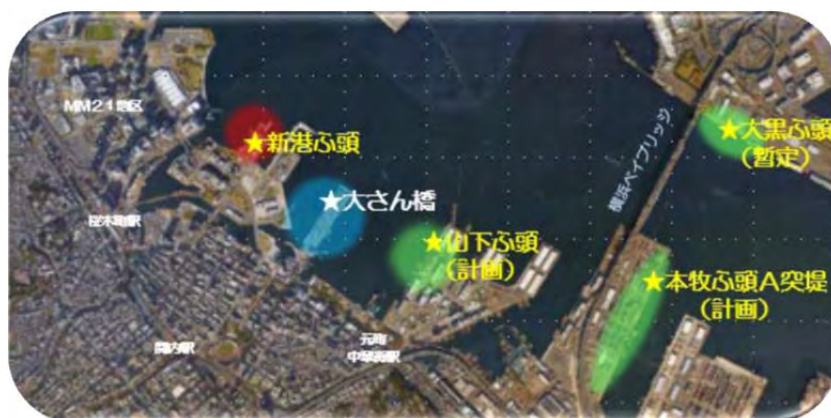 MM21地区
★新港ふ頭
★大さん橋
桜木町駅
★山下ふ頭
(計画)
関内駅
元町
中華街駅
横浜ベイブリッジ
★大黒ふ頭
(暫定)
★本牧ふ頭A突堤
(計画)